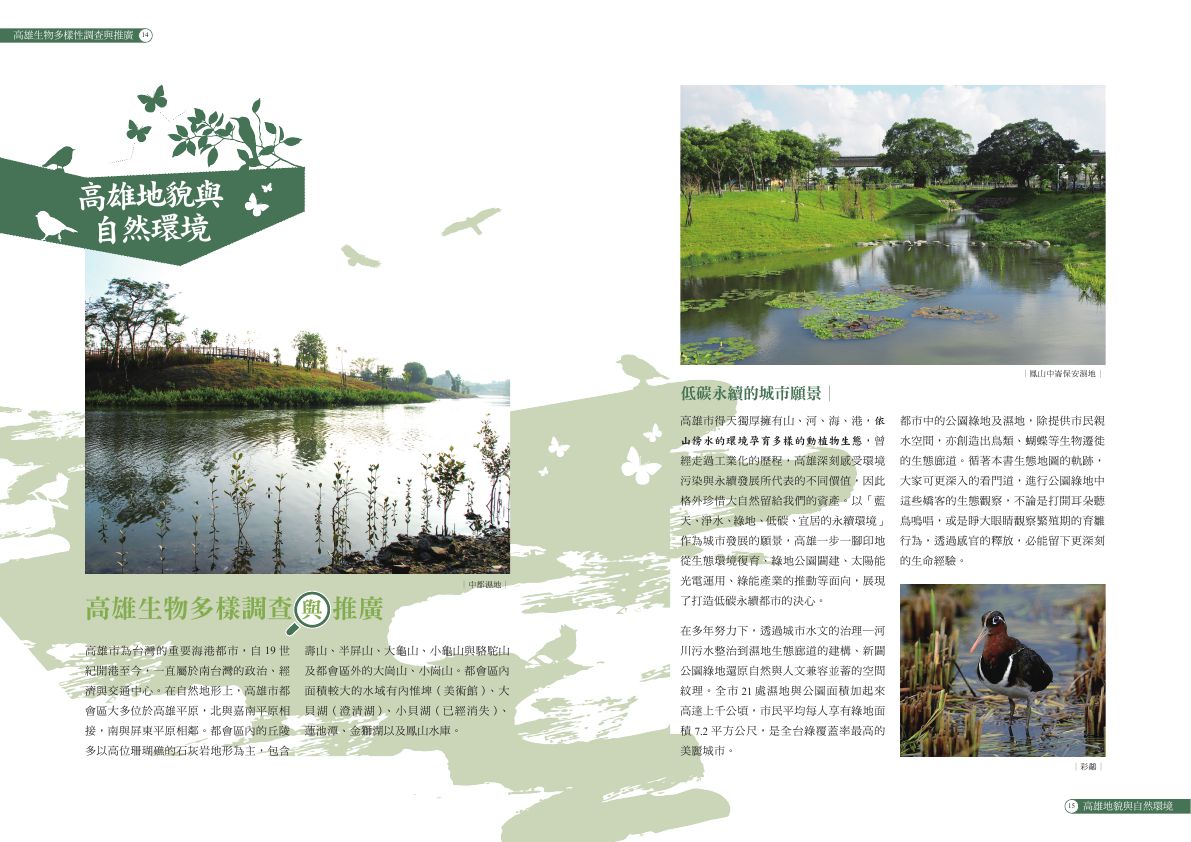 高雄生物多樣性調查與推廣 14
高雄地貌與
自然環境
｜中都濕地｜
高雄生物多樣調查與推廣
高雄市為台灣的重要海港都市，自 19 世
紀開港至今，一直屬於南台灣的政治、經
濟與交通中心。在自然地形上，高雄市都
會區大多位於高雄平原，北與嘉南平原相
接，南與屏東平原相鄰。都會區內的丘陵
多以高位珊瑚礁的石灰岩地形為主，包含
壽山、半屏山、大龜山、小龜山與駱駝山
及都會區外的大崗山、小崗山。都會區內
面積較大的水域有內惟埤（美術館）、大
貝湖（澄清湖）、小貝湖（已經消失）、
蓮池潭、金獅湖以及鳳山水庫。
｜鳳山中崙保安濕地｜
低碳永續的城市願景｜
高雄市得天獨厚擁有山、河、海、港，依
山傍水的環境孕育多樣的動植物生態，曾
經走過工業化的歷程，高雄深刻感受環境
污染與永續發展所代表的不同價值，因此
格外珍惜大自然留給我們的資產。以「藍
天、淨水、綠地、低碳、宜居的永續環境」
作為城市發展的願景，高雄一步一腳印地
從生態環境復育、綠地公園闢建、太陽能
光電運用、綠能產業的推動等面向，展現
了打造低碳永續都市的決心。
在多年努力下，透過城市水文的治理—河
川污水整治到濕地生態廊道的建構、新闢
公園綠地還原自然與人文兼容並蓄的空間
紋理。全市 21 處濕地與公園面積加起來
高達上千公頃，市民平均每人享有綠地面
積 7.2 平方公尺，是全台綠覆蓋率最高的
美麗城市。
都市中的公園綠地及濕地，除提供市民親
水空間，亦創造出鳥類、蝴蝶等生物遷徙
的生態廊道。循著本書生態地圖的軌跡，
大家可更深入的看門道，進行公園綠地中
這些嬌客的生態觀察，不論是打開耳朵聽
鳥鳴唱，或是睜大眼睛觀察繁殖期的育雛
行為，透過感官的釋放，必能留下更深刻
的生命經驗。
｜彩鷸｜
15 高雄地貌與自然環境